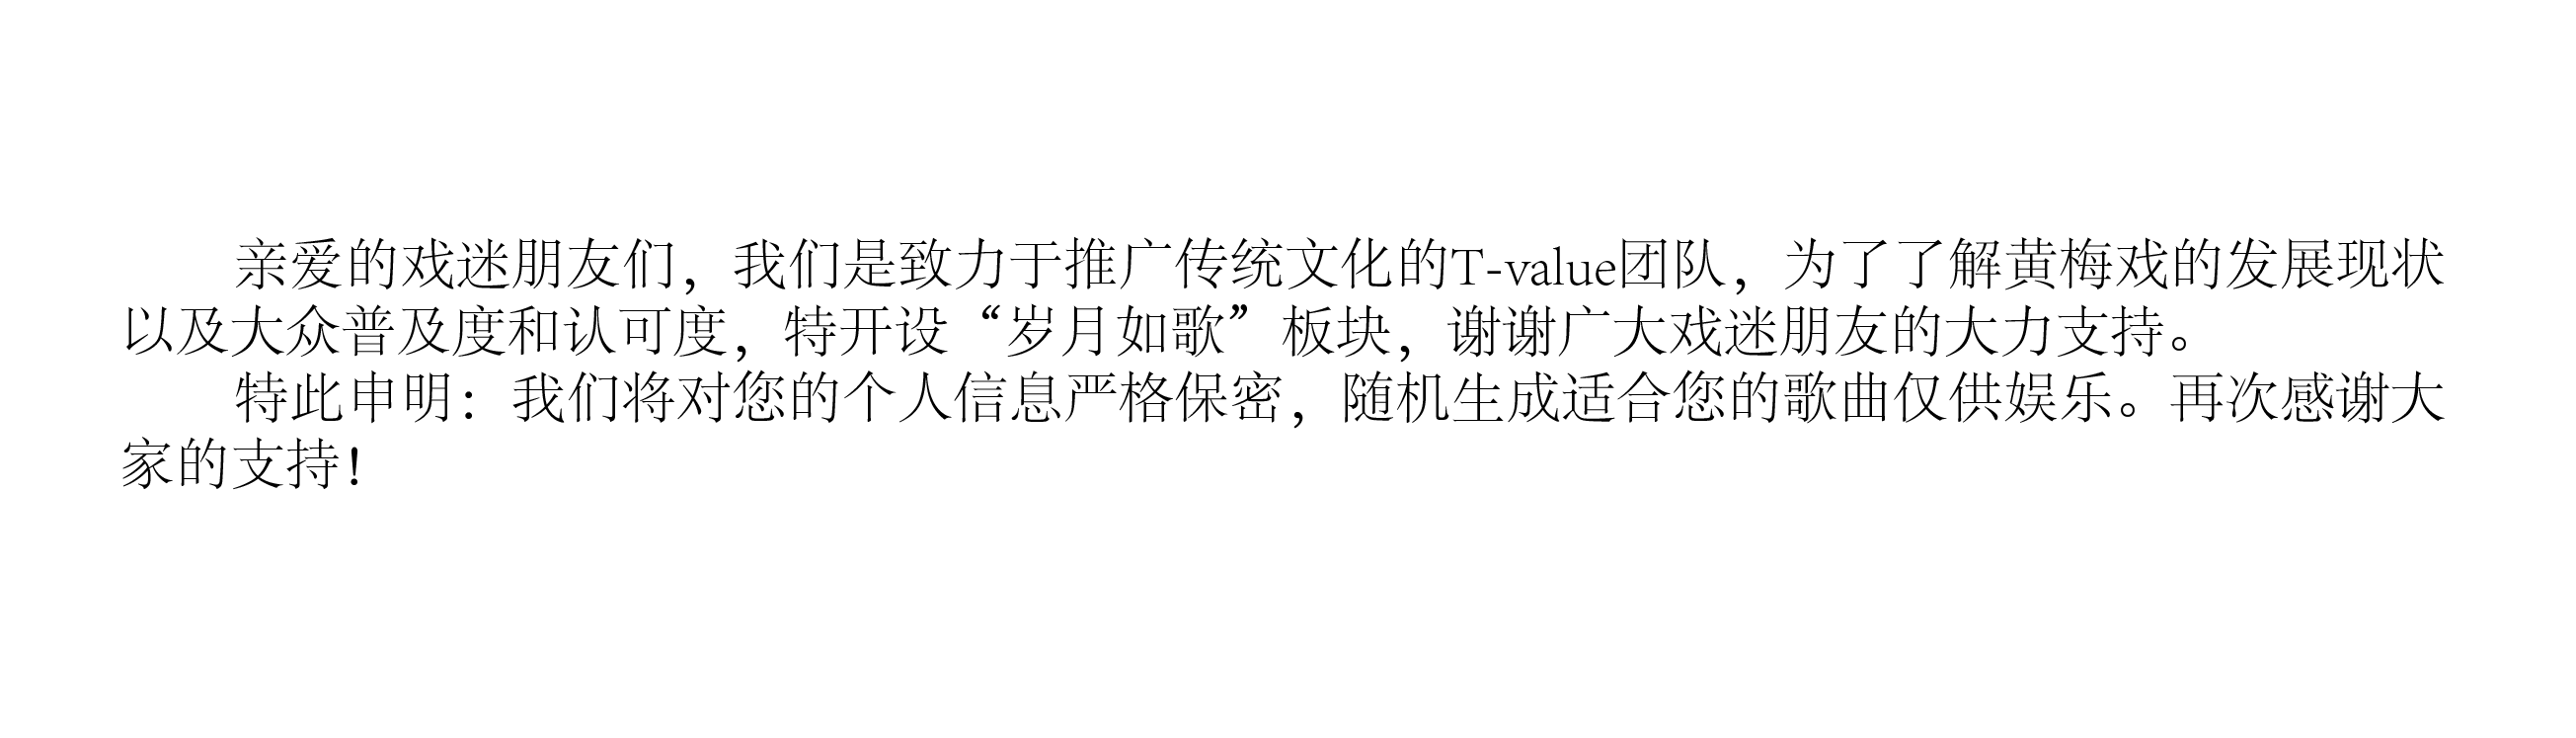 亲爱的戏迷朋友们，我们是致力于推广传统文化的T-value团队，为了了解黄梅戏的发展现状
以及大众普及度和认可度，特开设“岁月如歌”板块，谢谢广大戏迷朋友的大力支持。
特此申明：我们将对您的个人信息严格保密，随机生成适合您的歌曲仅供娱乐。再次感谢大
家的支持！